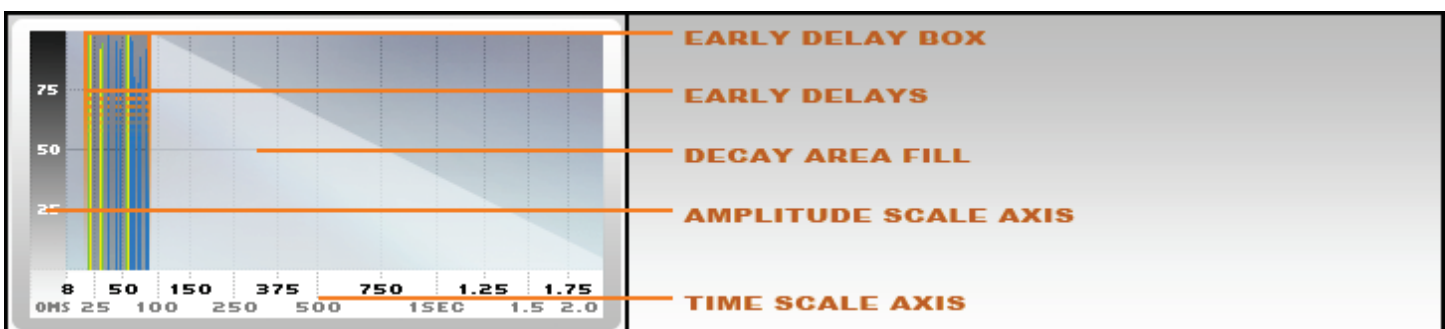 EARLY DELAY BOX
75
EARLY DELAYS
50
DECAY AREA FILL
25
AMPLITUDE SCALE AXIS
8 50 150 375 750 1.25 1.75
0MS 25 100 250 500 1SEC 1.5 2.0
TIME SCALE AXIS